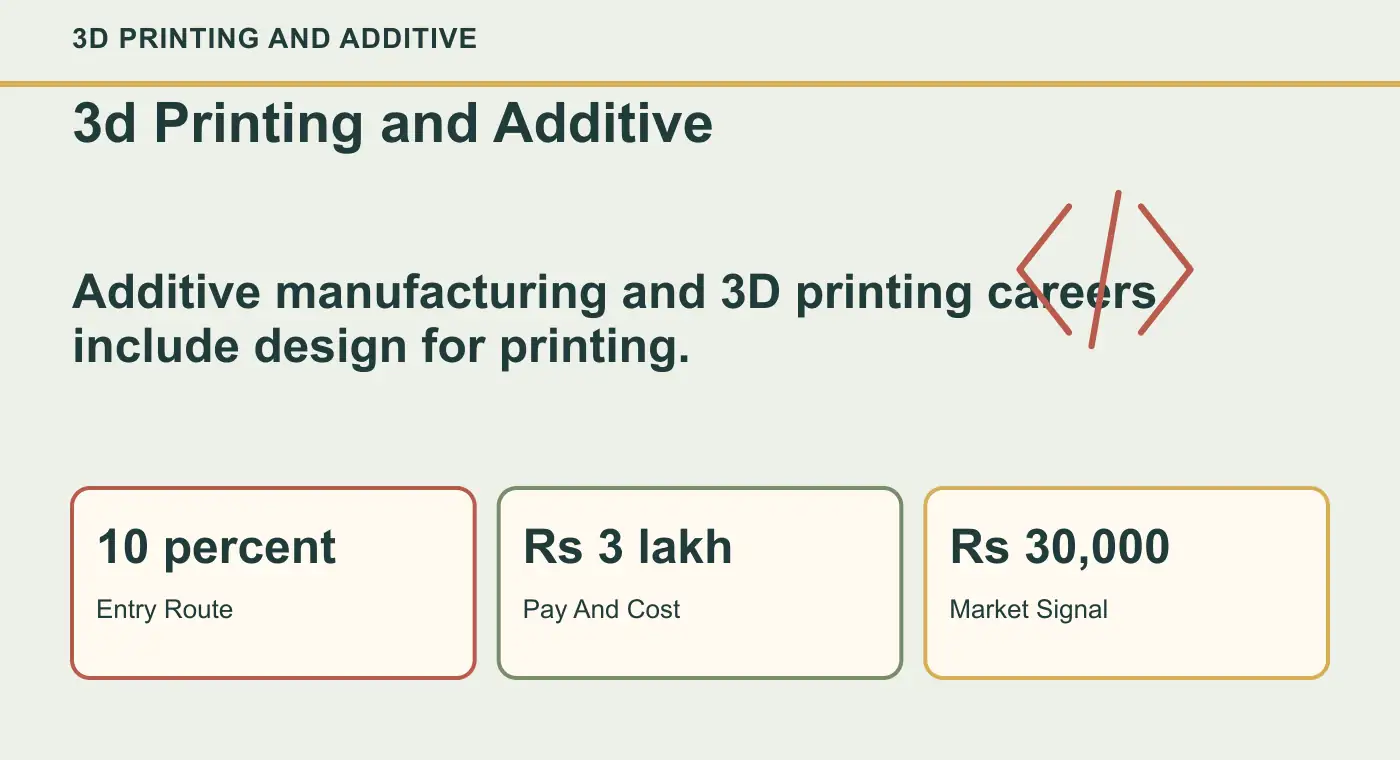 3D PRINTING AND ADDITIVE
3d Printing and Additive
Additive manufacturing and 3D printing careers
include design for printing.
10 percent
Entry Route
Rs 3 lakh
Pay And Cost
Rs 30,000
Market Signal